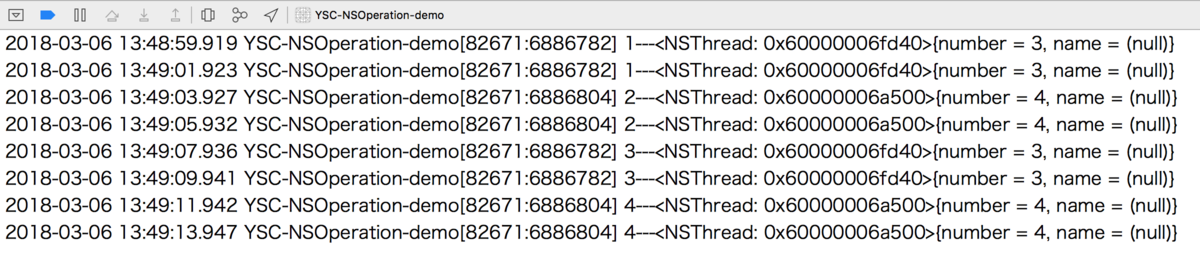 YSC-NSOperation-demo
2018-03-06 13:48:59.919 YSC-NSOperation-demo[82671:6886782] 1---<NSThread: 0x60000006fd40>{number = 3, name = (null)}
2018-03-06 13:49:01.923 YSC-NSOperation-demo[82671:6886782] 1---<NSThread: 0x60000006fd40>{number = 3, name = (null)}
2018-03-06 13:49:03.927 YSC-NSOperation-demo[82671:6886804] 2---<NSThread: 0x60000006a500>{number = 4, name = (null)}
2018-03-06 13:49:05.932 YSC-NSOperation-demo[82671:6886804] 2---<NSThread: 0x60000006a500>{number = 4, name = (null)}
2018-03-06 13:49:07.936 YSC-NSOperation-demo[82671:6886782] 3---<NSThread: 0x60000006fd40>{number = 3, name = (null)}
2018-03-06 13:49:09.941 YSC-NSOperation-demo[82671:6886782] 3---<NSThread: 0x60000006fd40>{number = 3, name = (null)}
2018-03-06 13:49:11.942 YSC-NSOperation-demo[82671:6886804] 4---<NSThread: 0x60000006a500>{number = 4, name = (null)}
2018-03-06 13:49:13.947 YSC-NSOperation-demo[82671:6886804] 4---<NSThread: 0x60000006a500>{number = 4, name = (null)}